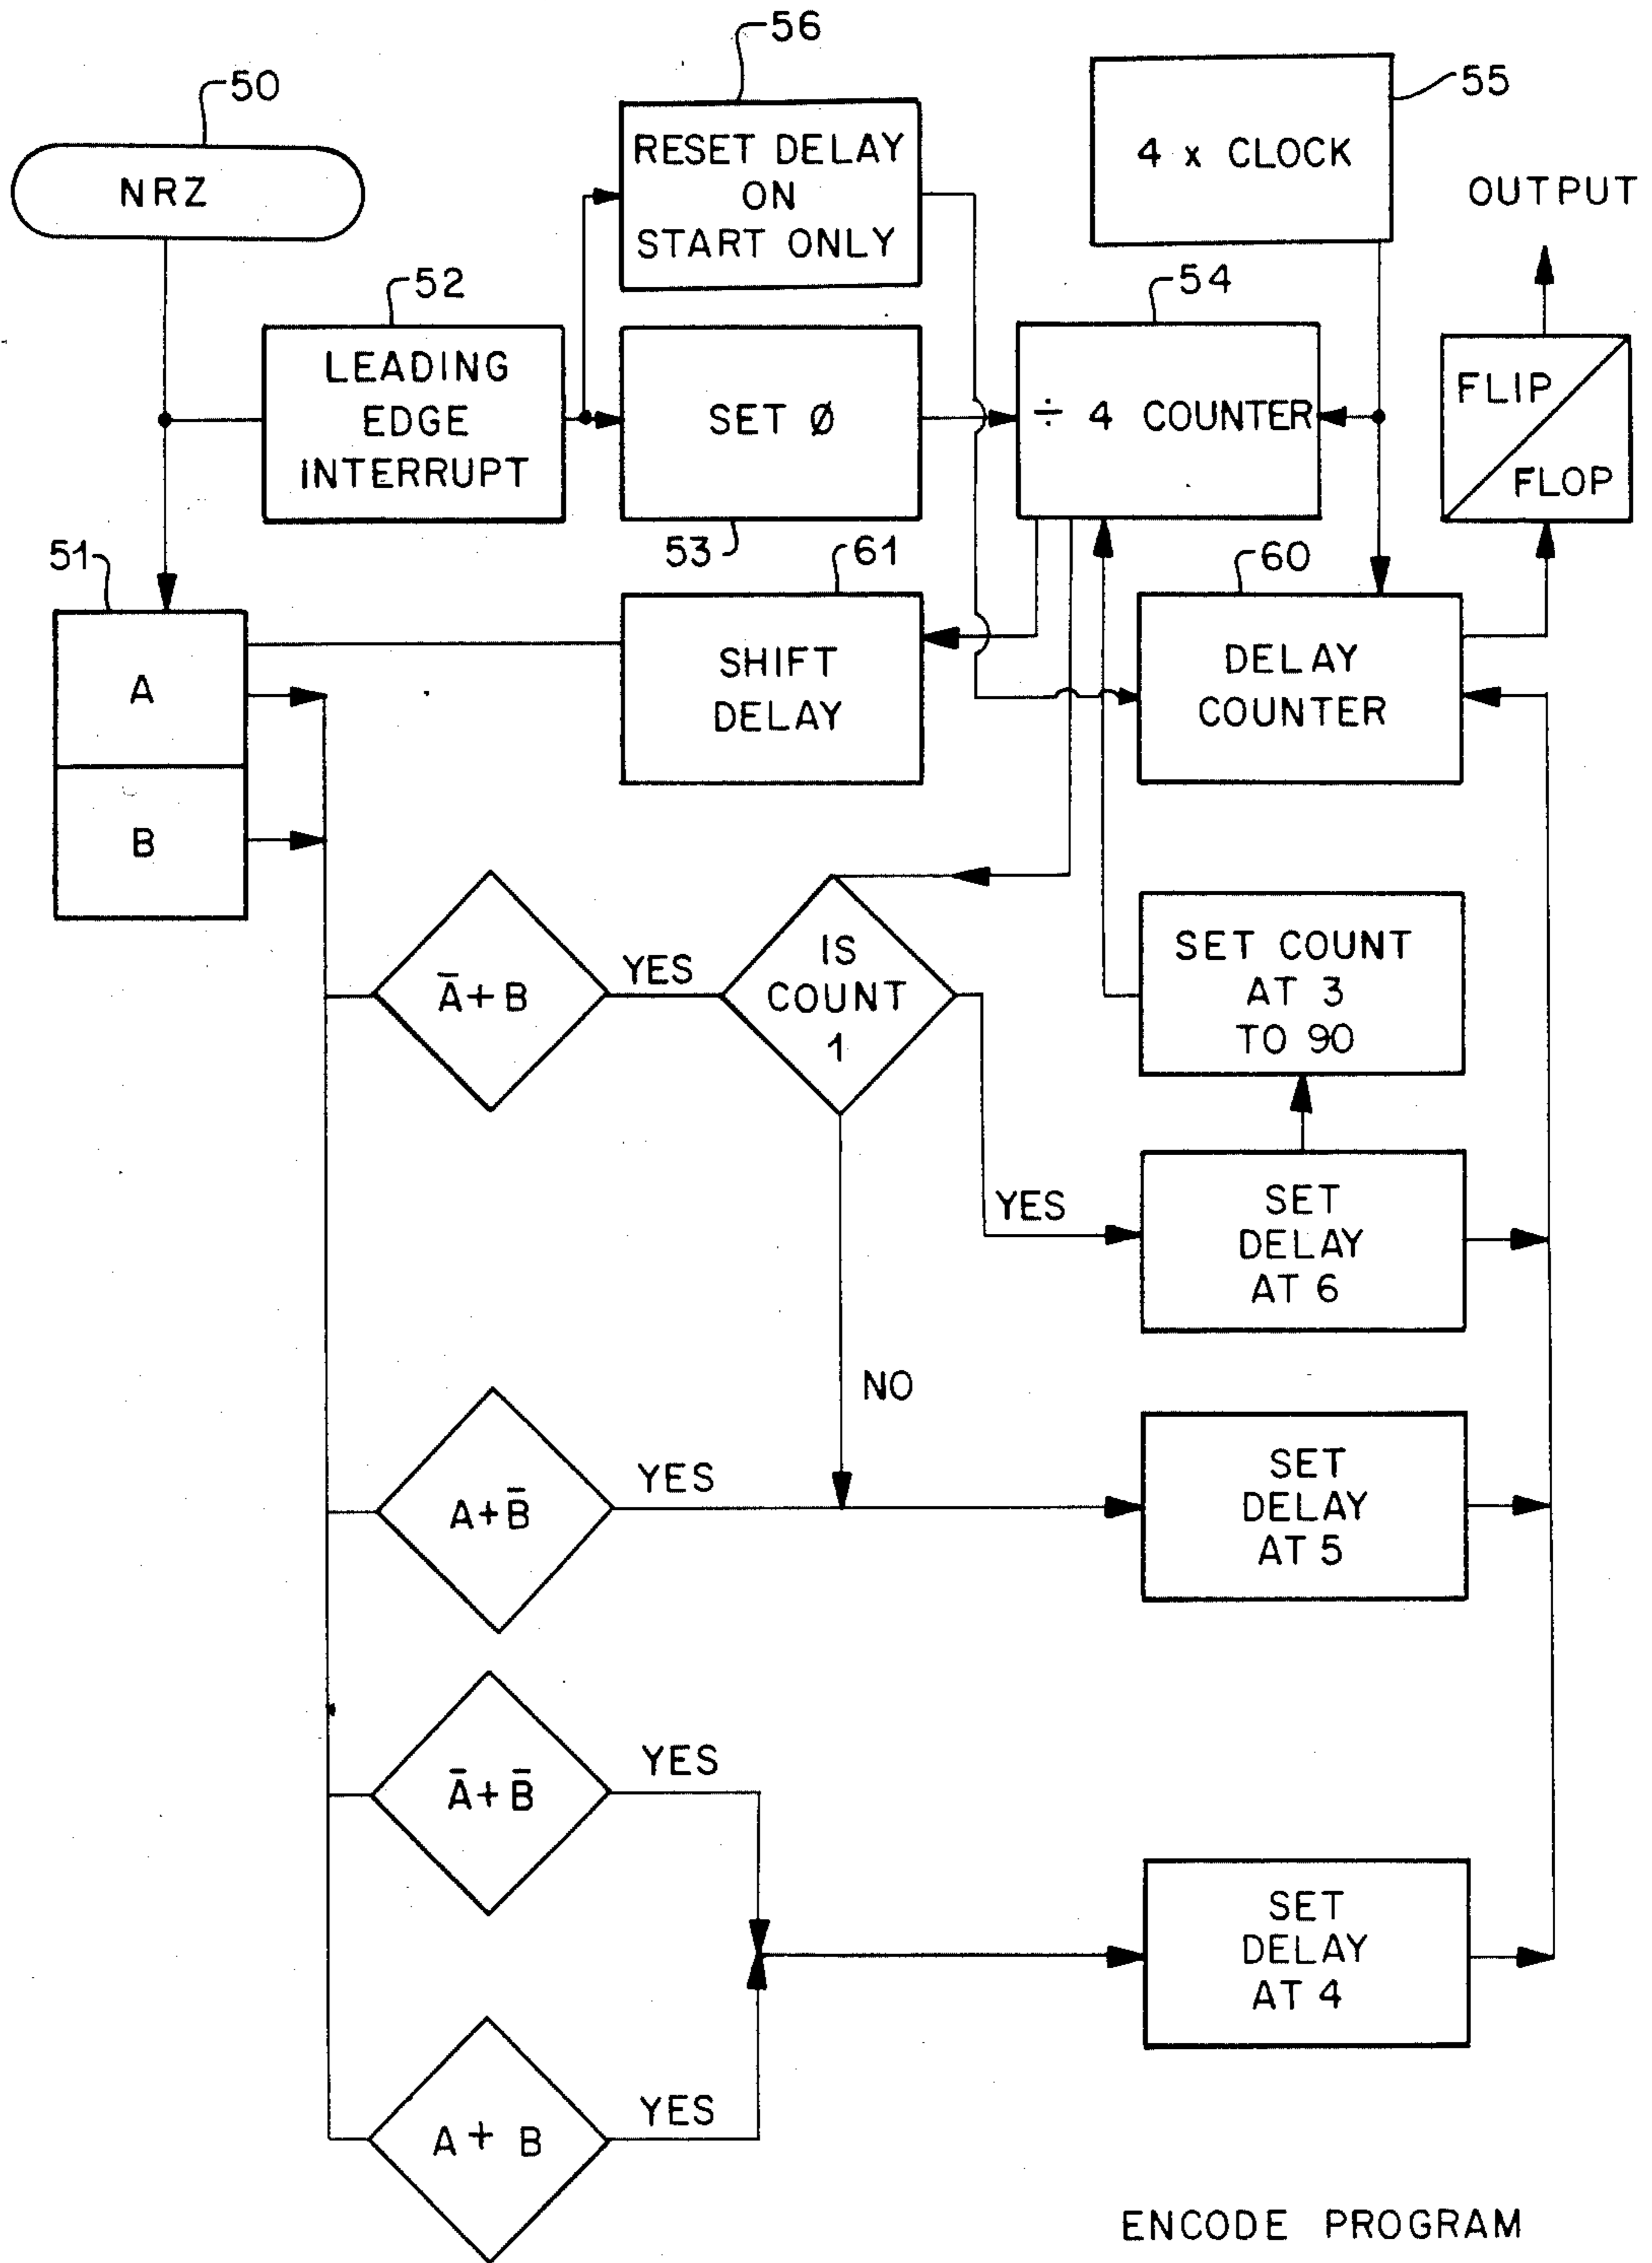 56
50
55
RESET DELAY
ON
START ONLY
4 x CLOCK
NRZ
OUTPUT
52
54
LEADING
EDGE
INTERRUPT
SET Ø
÷ 4 COUNTER
FLIP
FLOP
51
53
61
60
A
SHIFT
DELAY
DELAY
COUNTER
B
Ā+B
YES
IS
COUNT
1
SET COUNT
AT 3
TO 90
YES
SET
DELAY
AT 6
NO
A+B̄
YES
SET
DELAY
AT 5
Ā+B̄
YES
SET
DELAY
AT 4
A + B
YES
ENCODE PROGRAM